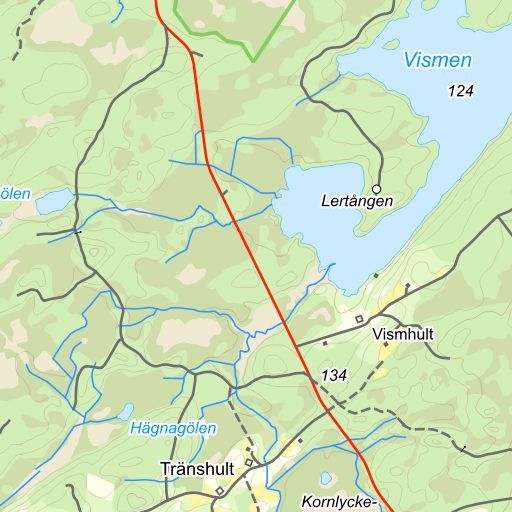 Vismen
124
ölen
Lertången
Vismhult
134
Hägnagölen
Tränshult
Kornlycke-